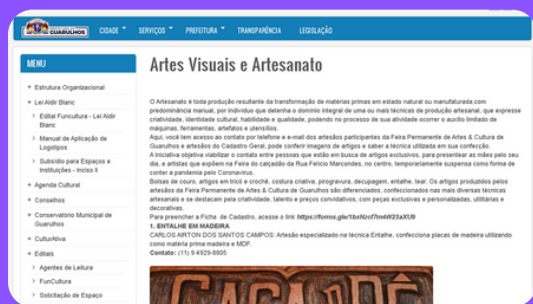 GUARULHOS
CIDADE
SERVIÇOS
PREFEITURA
TRANSPARÊNCIA
LEGISLAÇÃO
MENU
Estrutura Organizacional
Lei Aldir Blanc
Edital Funcultura - Lei Aldir
Blanc
Manual de Aplicação de
Logotipos
Subsídio para Espaços e
Instituições - Inciso II
Agenda Cultural
Conselhos
Conservatório Municipal de
Guarulhos
CulturAtiva
Editais
Agentes de Leitura
FunCultura
Solicitação de Espaço
Artes Visuais e Artesanato
O Artesanato é toda produção resultante da transformação de matérias primas em estado natural ou manufaturada,com
predominância manual, por indivíduo que detenha o domínio integral de uma ou mais técnicas de produção artesanal, que expresse
criatividade, identidade cultural, habilidade e qualidade, podendo no processo de sua atividade ocorrer o auxílio limitado de
máquinas, ferramentas, artefatos e utensílios.
Aqui, você tem acesso ao contato por telefone e e-mail dos artesãos participantes da Feira Permanente de Artes & Cultura de
Guarulhos e artesãos do Cadastro Geral, pode conferir imagens de artigos e saber a técnica utilizada em sua confecção.
A iniciativa objetiva viabilizar o contato entre pessoas que estão em busca de artigos exclusivos, para presentear as mães pelo seu
dia, e artistas que expõem na Feira do calçadão da Rua Felício Marcondes, no centro, temporariamente suspensa como forma de
conter a pandemia pelo Coronavírus.
Bolsas de couro, artigos em tricô e crochê, costura criativa, pirogravura, decupagem, entalhe, tear. Os artigos produzidos pelos
artesãos da Feira Permanente de Artes & Cultura de Guarulhos são diferenciados, confeccionados nas mais diversas técnicas
artesanais e se destacam pela criatividade, talento e preços convidativos, com peças exclusivas e personalizadas, utilitárias e
decorativas.
Para preencher a Ficha de Cadastro, acesse o link
1. ENTALHE EM MADEIRA
CARLOS AIRTON DOS SANTOS CAMPOS: Artesão especializado na técnica Entalhe, confecciona placas de madeira utilizando
como matéria prima madeira e MDF.
Contato: (11) 9 4929-8805